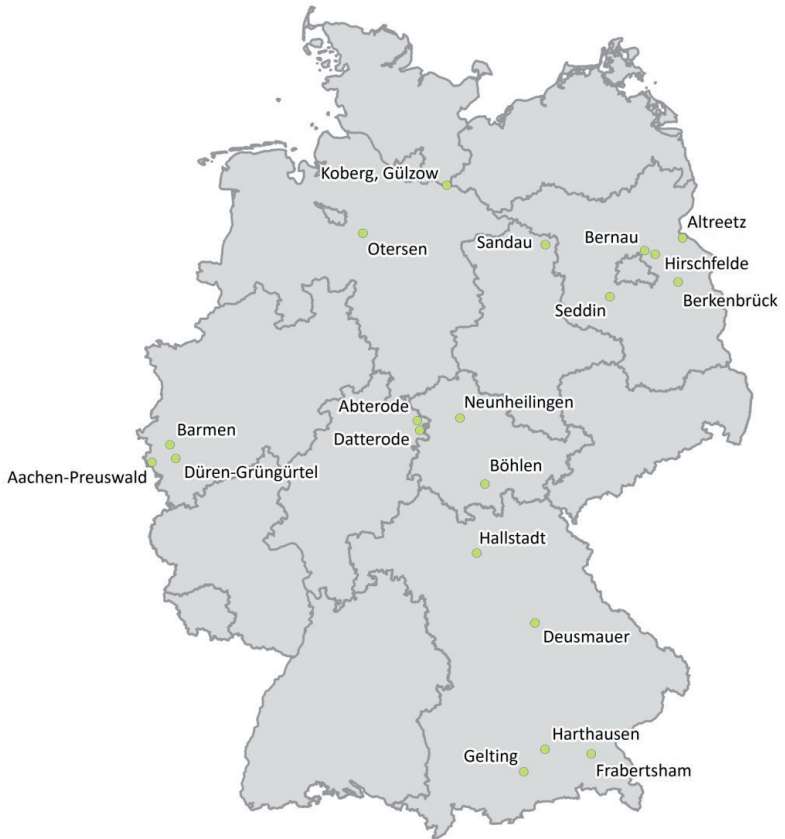 Koberg, Gülzow
Otersen
Sandau
Bernau
Altreetz
Hirschfelde
Berkenbrück
Seddin
Abterode
Datterode
Neunheilingen
Barmen
Aachen-Preuswald
Düren-Grüngürtel
Böhlen
Hallstadt
Deusmauer
Harthausen
Gelting
Frabertsham